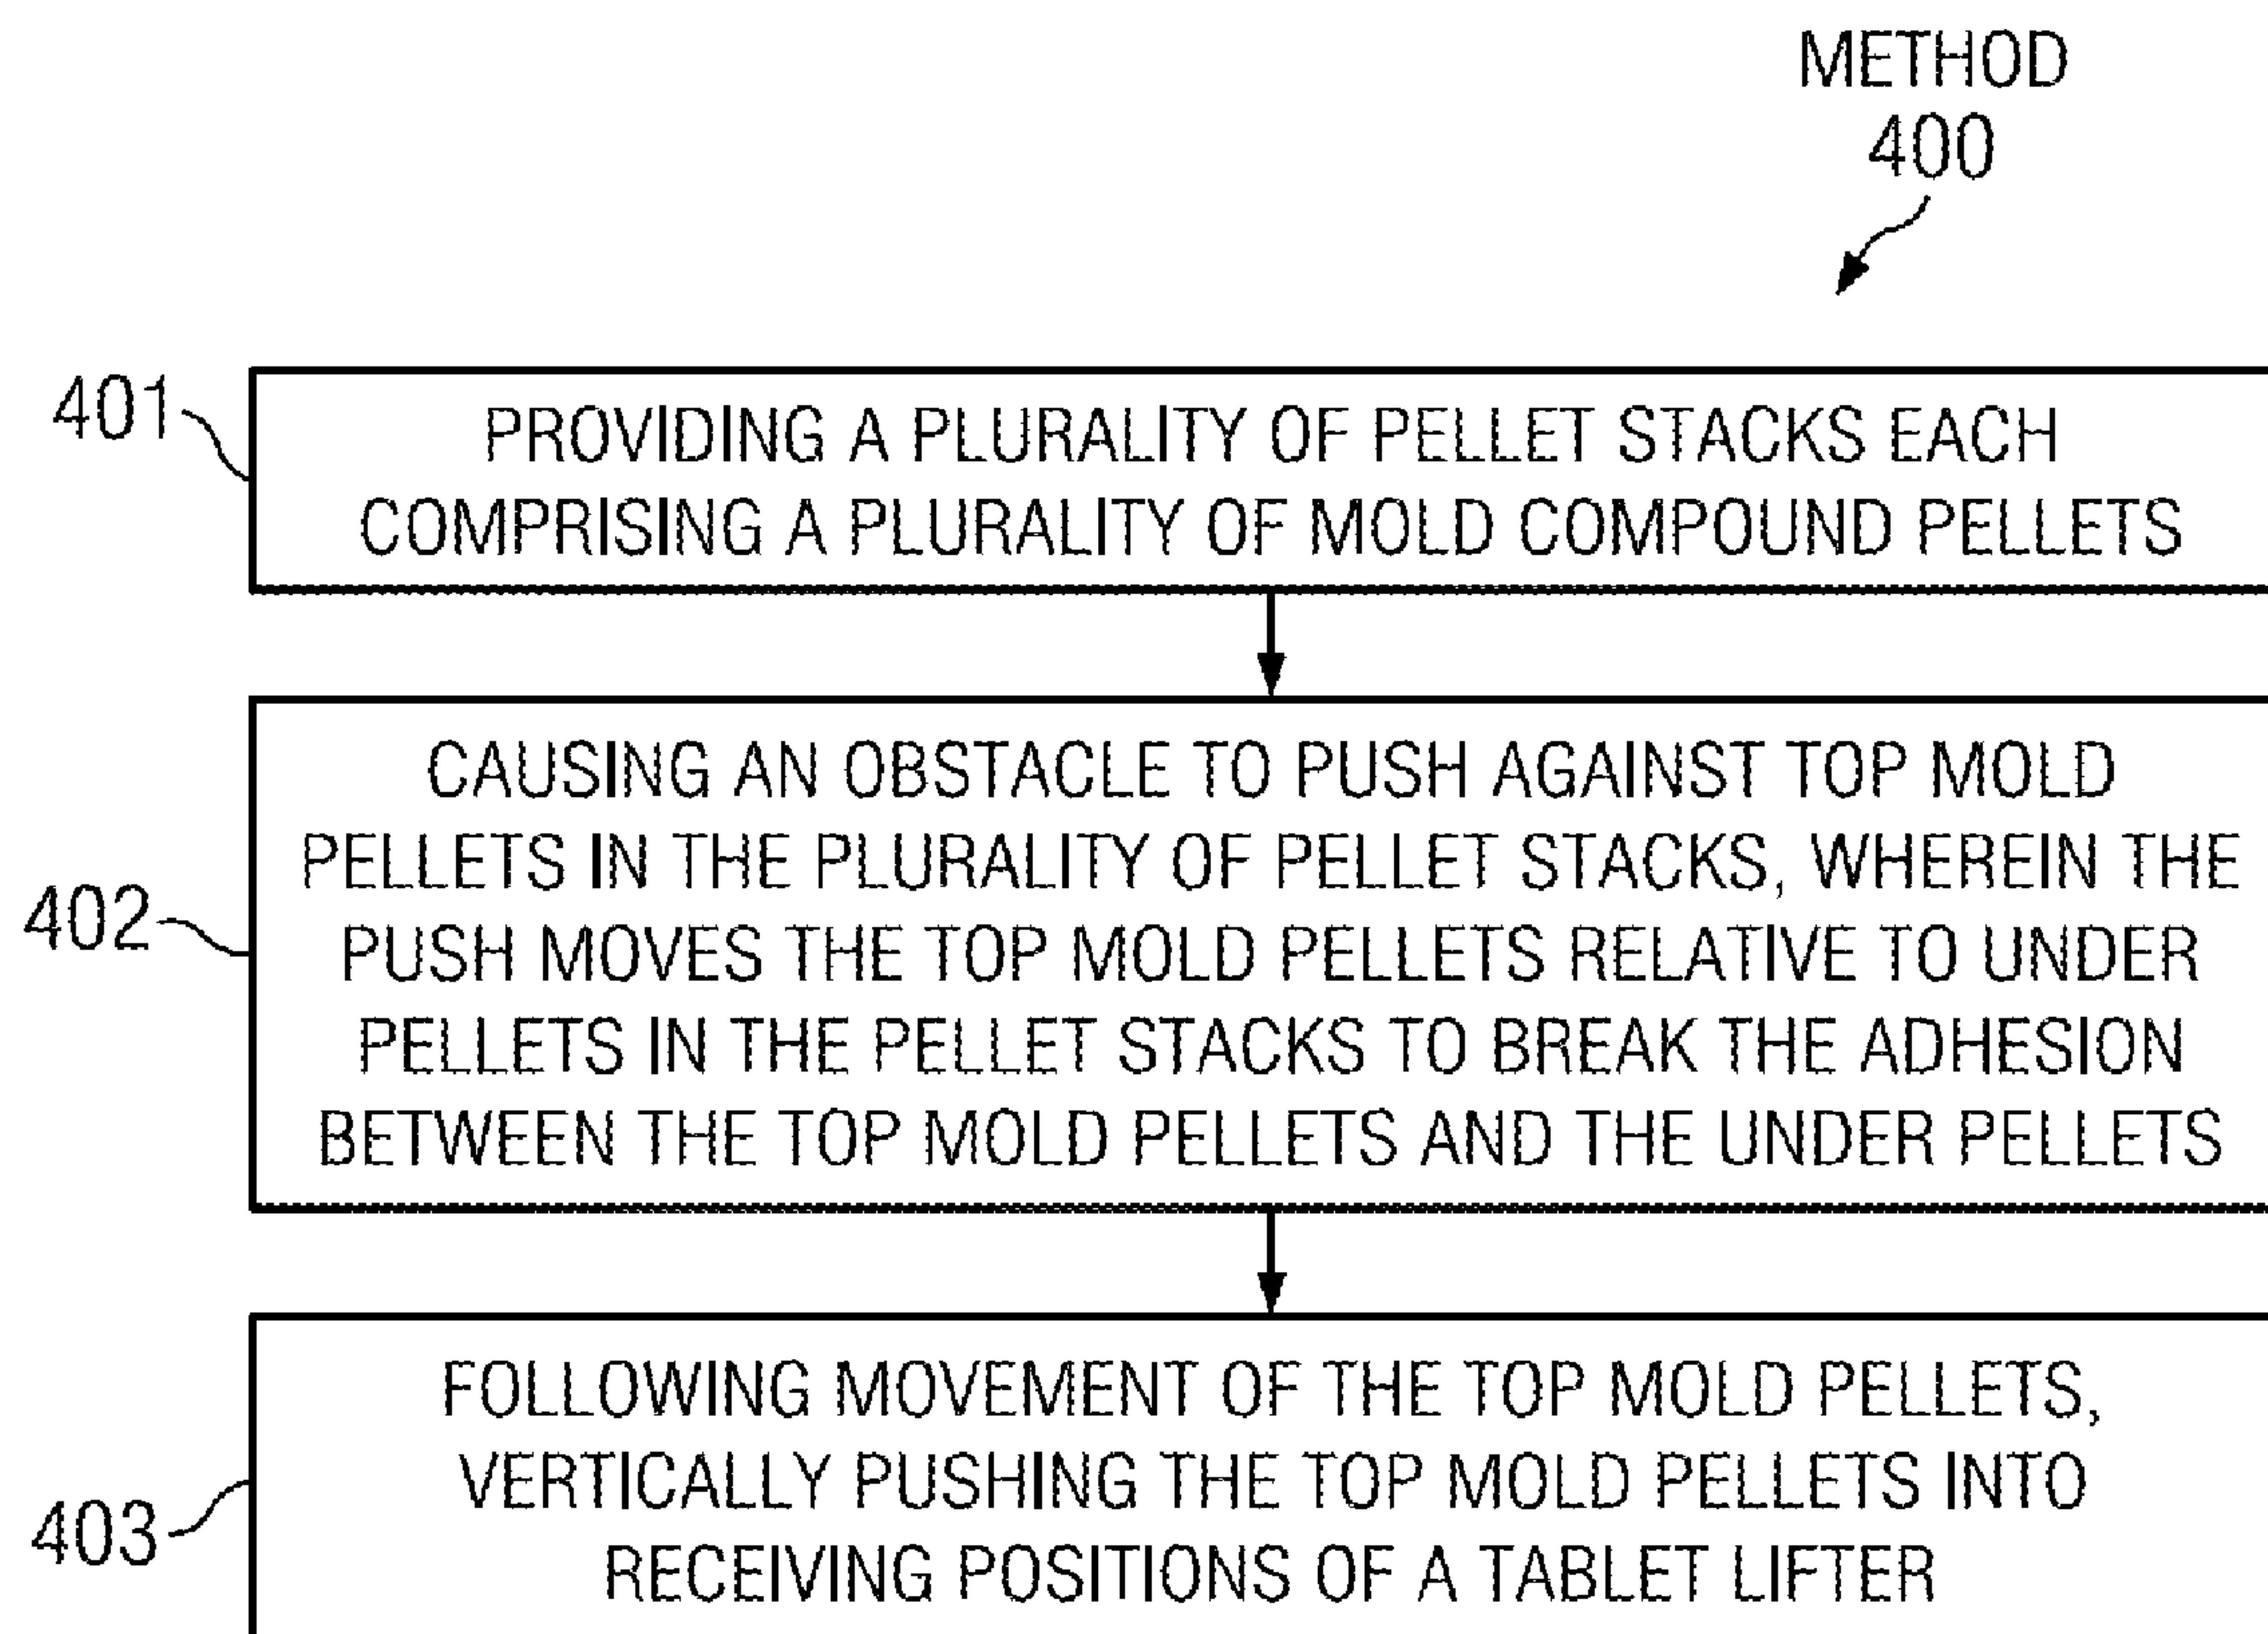 METHOD
400
401
PROVIDING A PLURALITY OF PELLET STACKS EACH
COMPRISING A PLURALITY OF MOLD COMPOUND PELLETS
402
CAUSING AN OBSTACLE TO PUSH AGAINST TOP MOLD
PELLETS IN THE PLURALITY OF PELLET STACKS, WHEREIN THE
PUSH MOVES THE TOP MOLD PELLETS RELATIVE TO UNDER
PELLETS IN THE PELLET STACKS TO BREAK THE ADHESION
BETWEEN THE TOP MOLD PELLETS AND THE UNDER PELLETS
403
FOLLOWING MOVEMENT OF THE TOP MOLD PELLETS,
VERTICALLY PUSHING THE TOP MOLD PELLETS INTO
RECEIVING POSITIONS OF A TABLET LIFTER